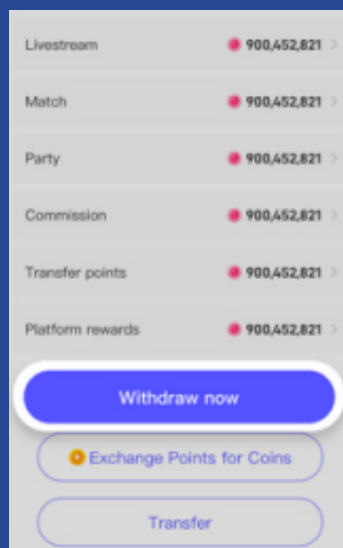 Livestream 900,452,821
Match 900,452,821
Party 900,452,821
Commission 900,452,821
Transfer points 900,452,821
Platform rewards 900,452,821
Withdraw now
Exchange Points for Coins
Transfer